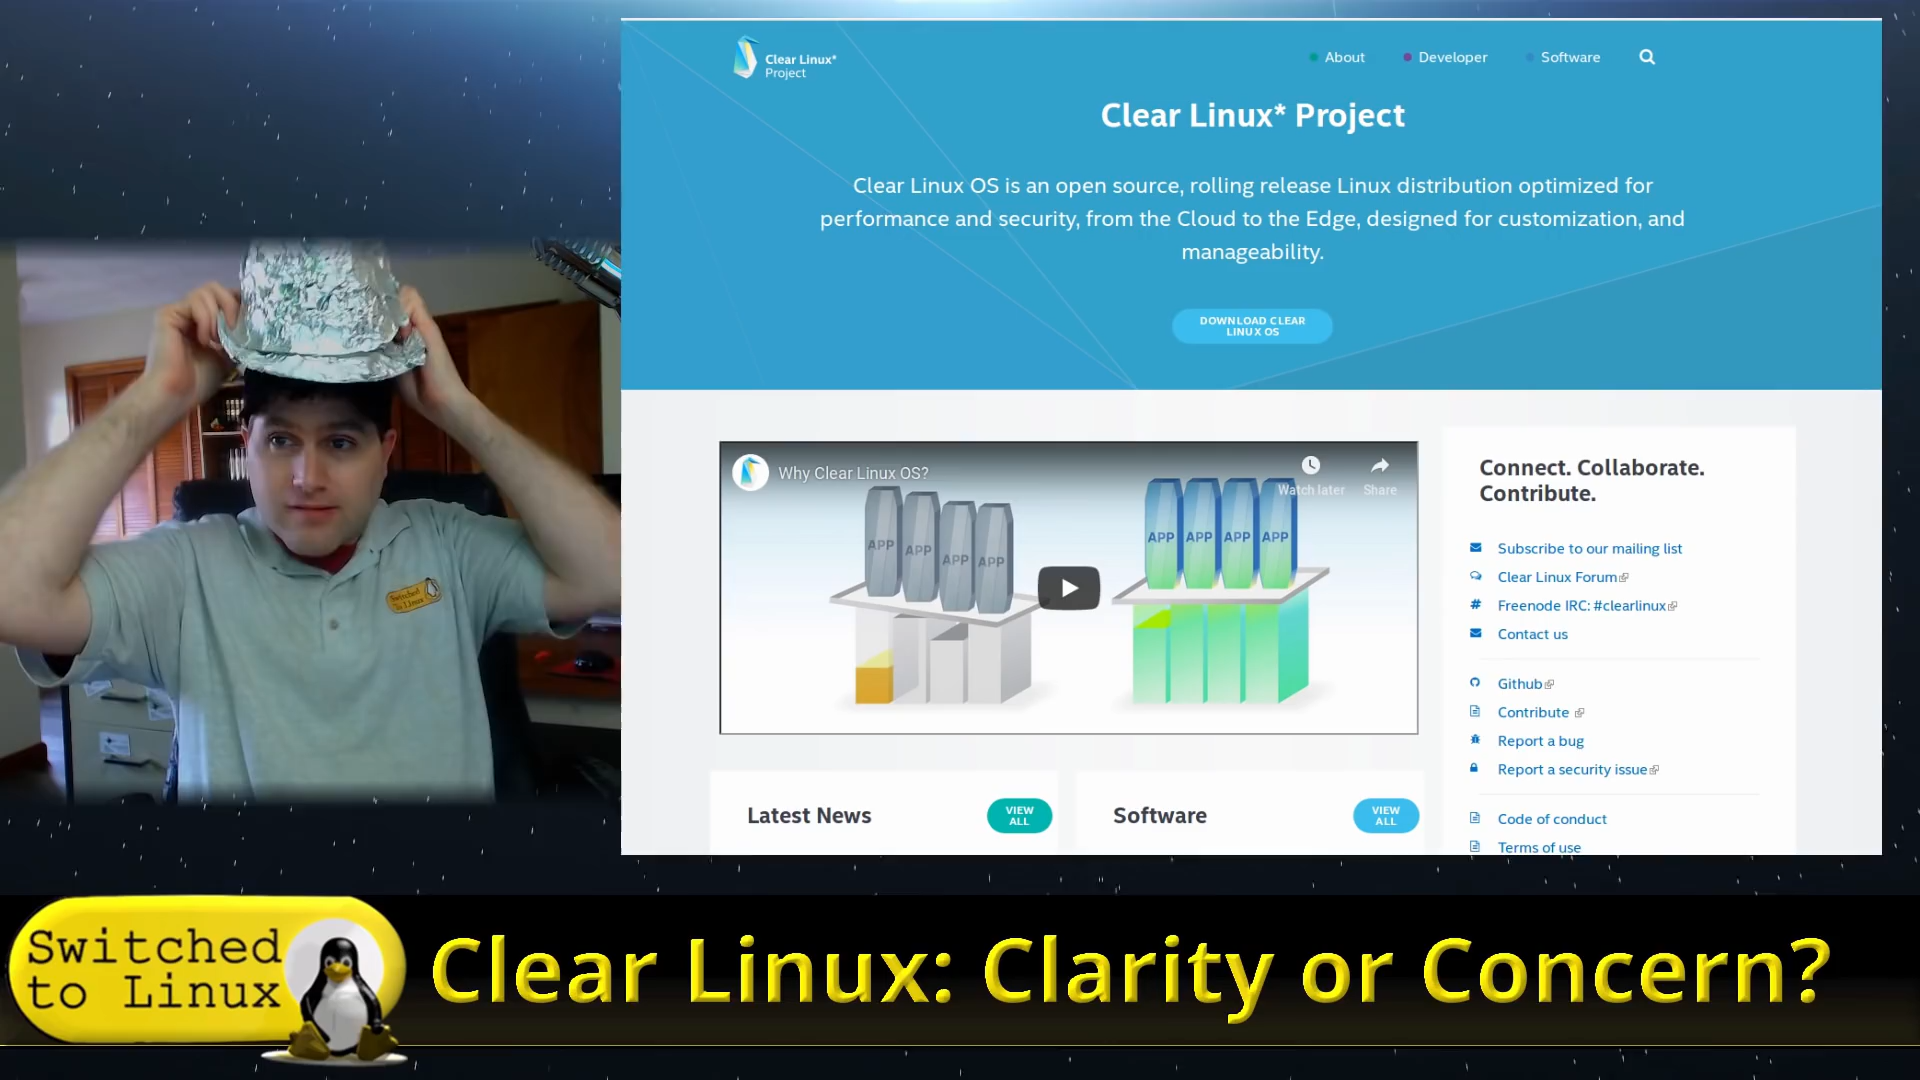 Clear Linux*
Project
About
Developer
Software
Clear Linux* Project
Clear Linux OS is an open source, rolling release Linux distribution optimized for
performance and security, from the Cloud to the Edge, designed for customization, and
manageability.
DOWNLOAD CLEAR
LINUX OS
Why Clear Linux OS?
Watch later
Share
APP APP APP APP
APP APP APP APP
Connect. Collaborate.
Contribute.
Subscribe to our mailing list
Clear Linux Forum
# Freenode IRC: #clearlinux
Contact us
Github
Contribute
Report a bug
Report a security issue
Code of conduct
Terms of use
Latest News
VIEW
ALL
Software
VIEW
ALL
Switched
to Linux
Switched
to Linux
Clear Linux: Clarity or Concern?